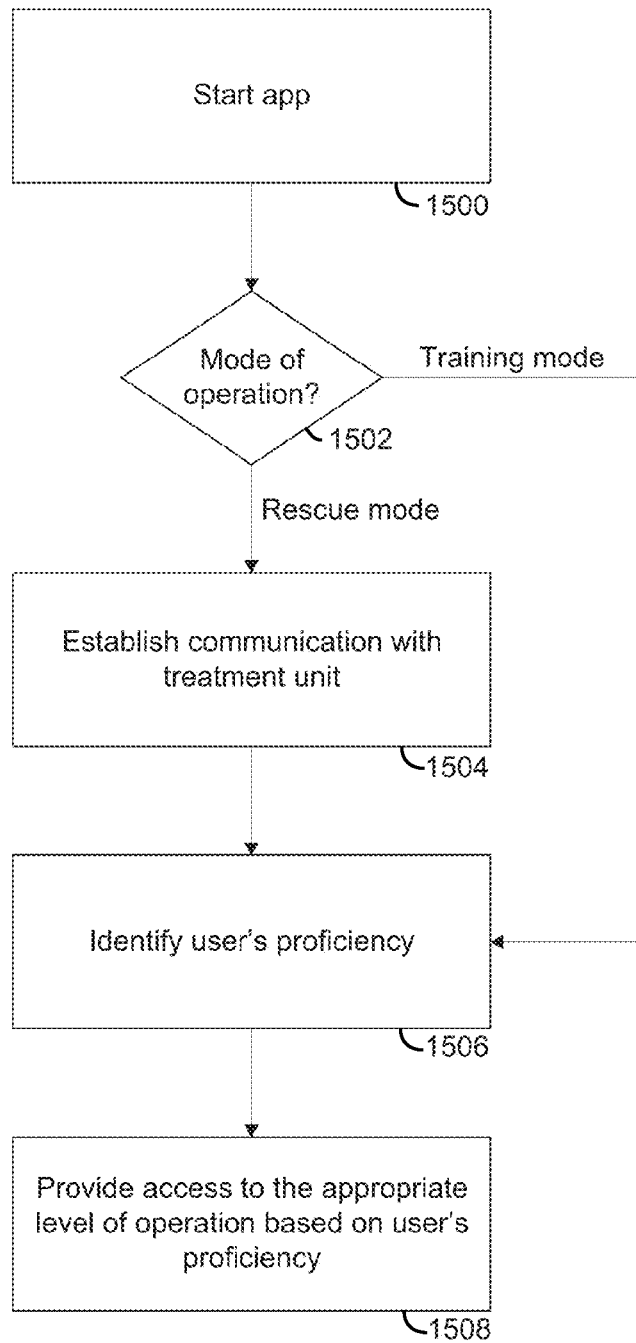 Start app
1500
Mode of
operation?
Training mode
1502
Rescue mode
Establish communication with
treatment unit
1504
Identify user's proficiency
1506
Provide access to the appropriate
level of operation based on user's
proficiency
1508